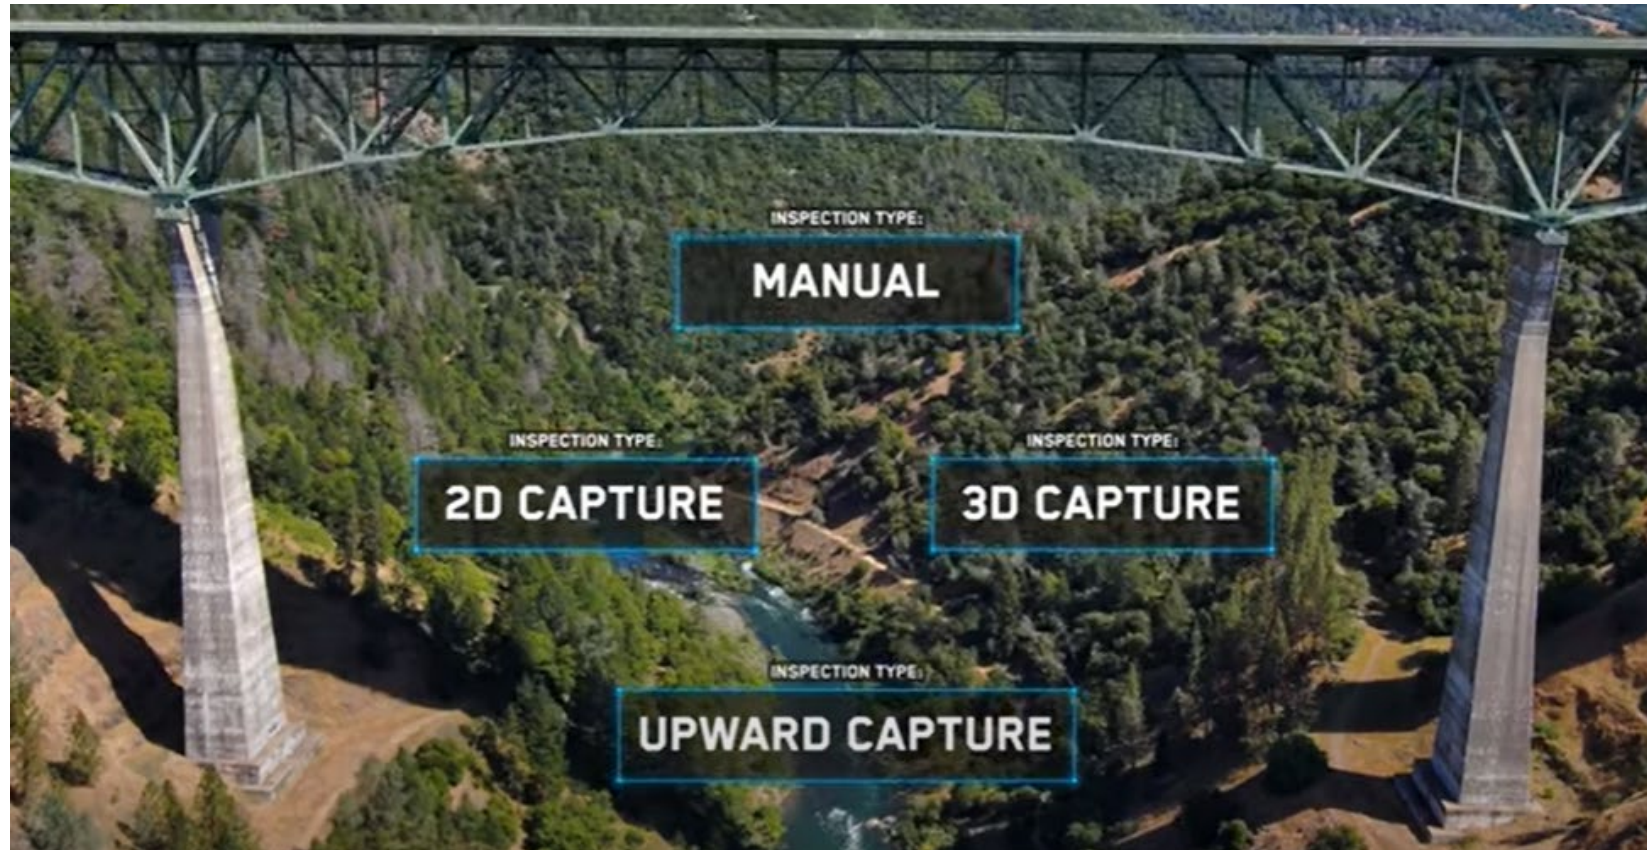 INSPECTION TYPE:
MANUAL
INSPECTION TYPE:
2D CAPTURE
INSPECTION TYPE:
3D CAPTURE
INSPECTION TYPE:
UPWARD CAPTURE